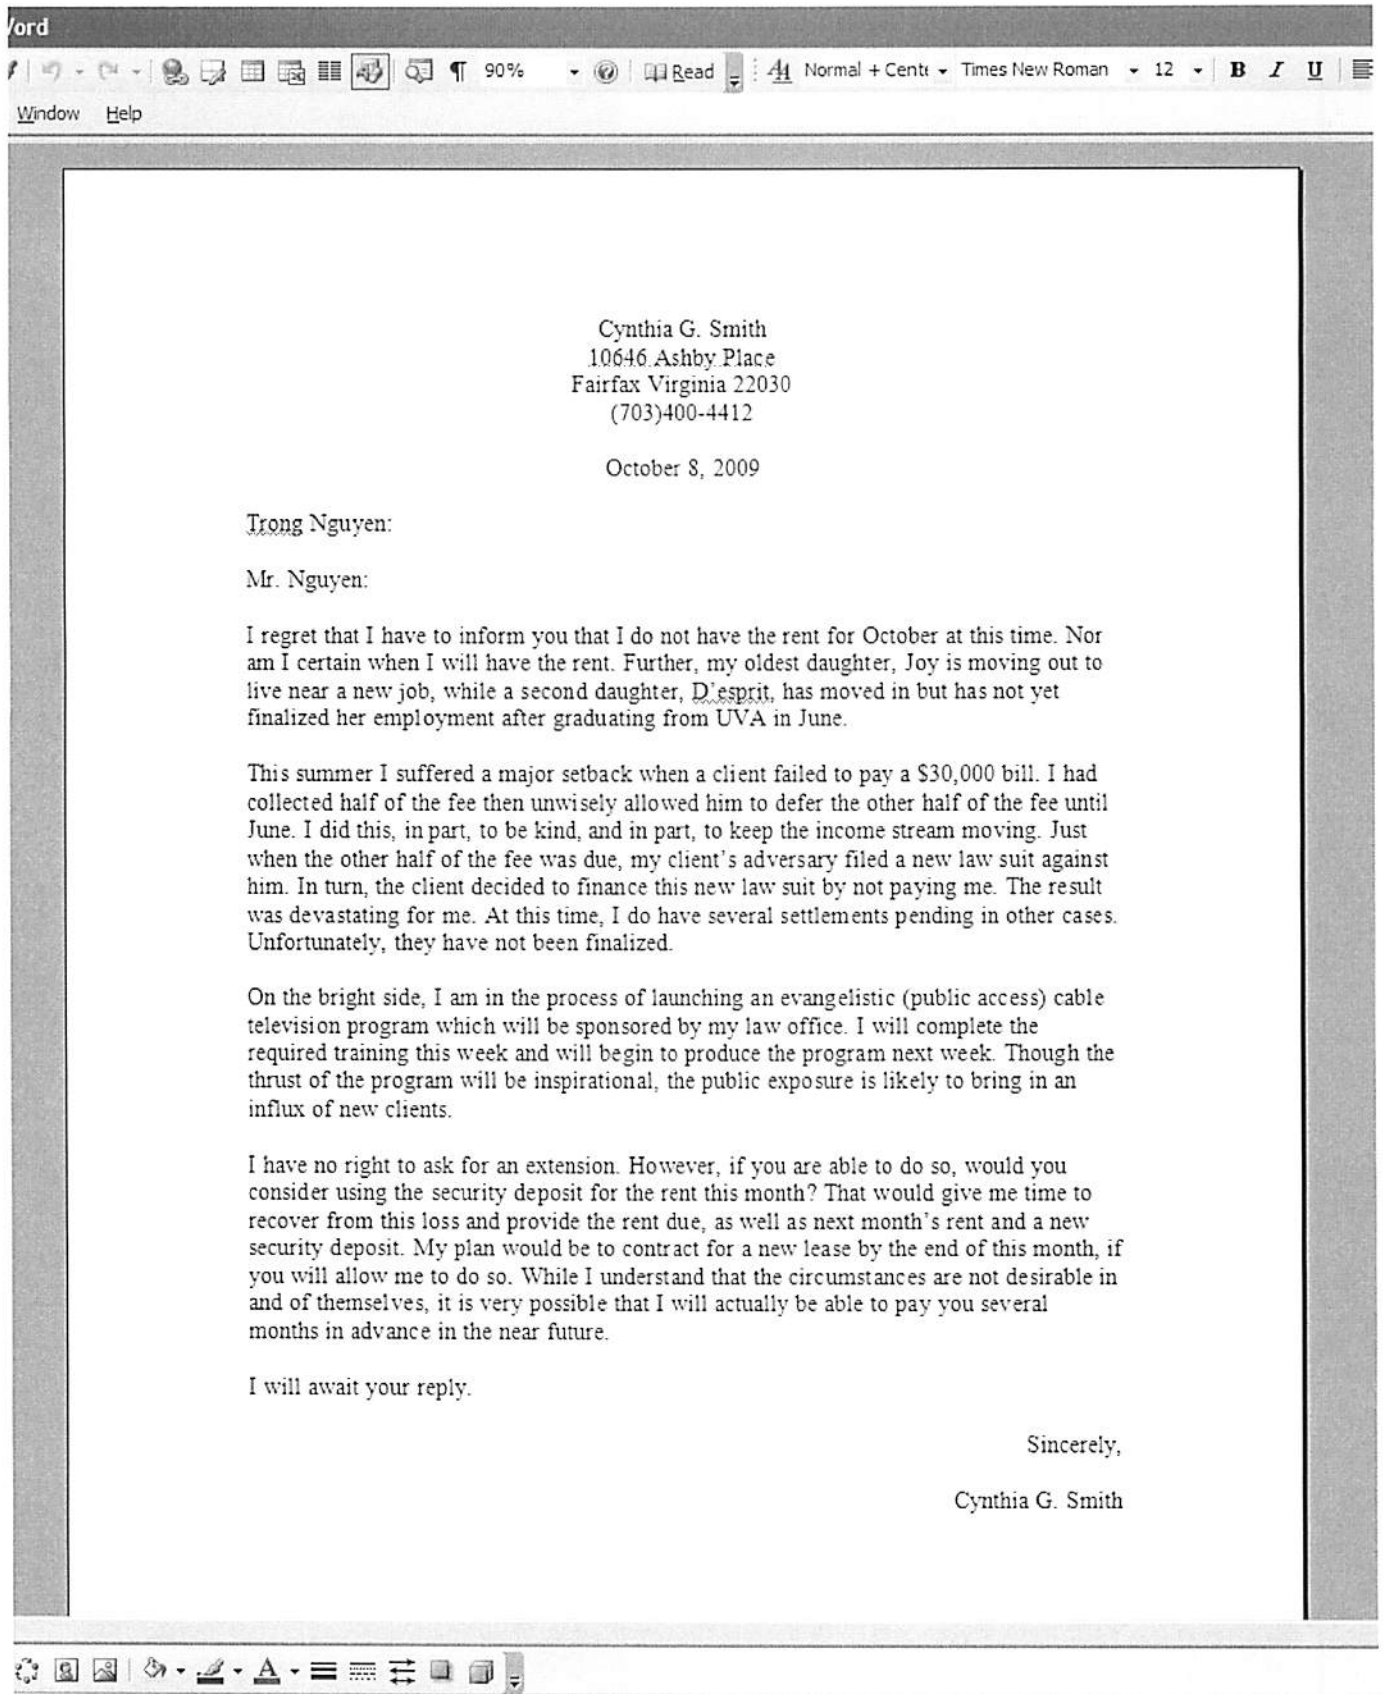 Word
90% Read Normal + Cente Times New Roman 12 B I U
Window Help
Cynthia G. Smith
10646 Ashby Place
Fairfax Virginia 22030
(703)400-4412
October 8, 2009
Trong Nguyen:
Mr. Nguyen:
I regret that I have to inform you that I do not have the rent for October at this time. Nor
am I certain when I will have the rent. Further, my oldest daughter, Joy is moving out to
live near a new job, while a second daughter, D'esprit, has moved in but has not yet
finalized her employment after graduating from UVA in June.
This summer I suffered a major setback when a client failed to pay a $30,000 bill. I had
collected half of the fee then unwisely allowed him to defer the other half of the fee until
June. I did this, in part, to be kind, and in part, to keep the income stream moving. Just
when the other half of the fee was due, my client's adversary filed a new law suit against
him. In turn, the client decided to finance this new law suit by not paying me. The result
was devastating for me. At this time, I do have several settlements pending in other cases.
Unfortunately, they have not been finalized.
On the bright side, I am in the process of launching an evangelistic (public access) cable
television program which will be sponsored by my law office. I will complete the
required training this week and will begin to produce the program next week. Though the
thrust of the program will be inspirational, the public exposure is likely to bring in an
influx of new clients.
I have no right to ask for an extension. However, if you are able to do so, would you
consider using the security deposit for the rent this month? That would give me time to
recover from this loss and provide the rent due, as well as next month's rent and a new
security deposit. My plan would be to contract for a new lease by the end of this month, if
you will allow me to do so. While I understand that the circumstances are not desirable in
and of themselves, it is very possible that I will actually be able to pay you several
months in advance in the near future.
I will await your reply.
Sincerely,
Cynthia G. Smith